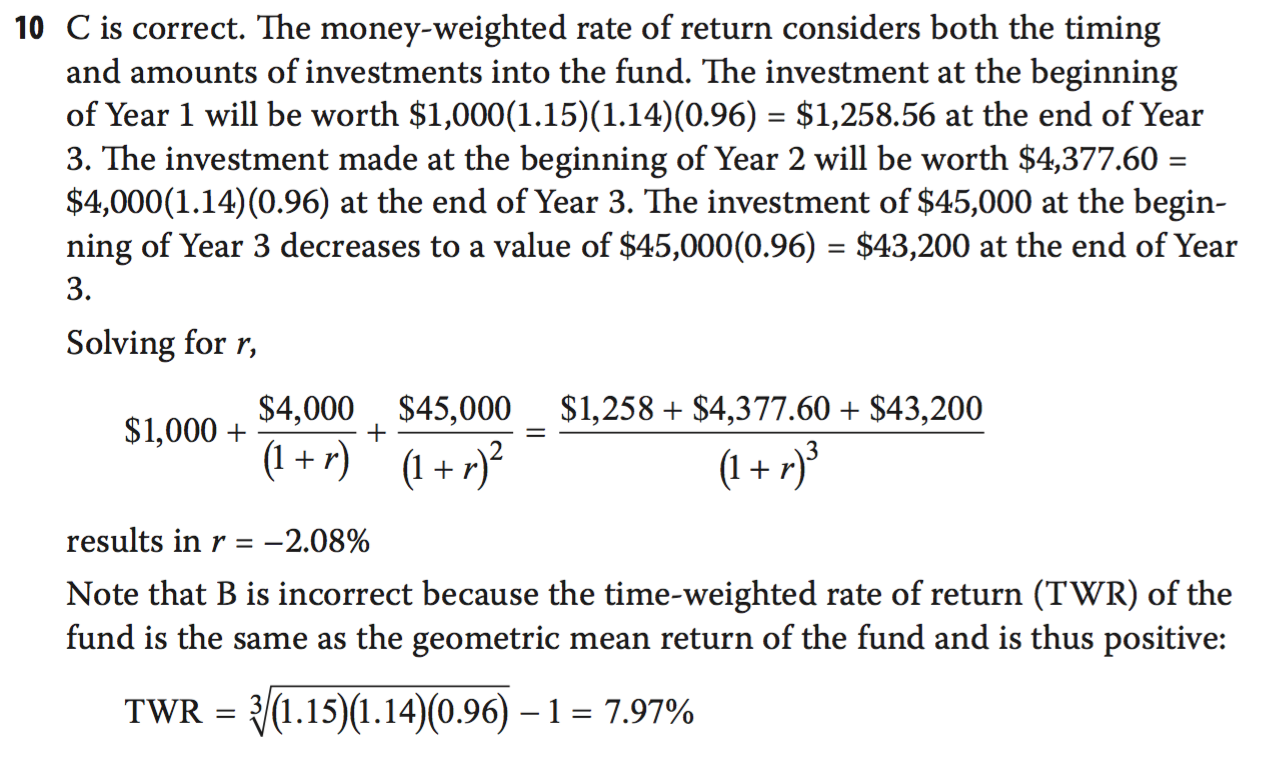 10 C is correct. The money-weighted rate of return considers both the timing
and amounts of investments into the fund. The investment at the beginning
of Year 1 will be worth $1,000(1.15)(1.14)(0.96) = $1,258.56 at the end of Year
3. The investment made at the beginning of Year 2 will be worth $4,377.60 =
$4,000(1.14)(0.96) at the end of Year 3. The investment of $45,000 at the begin-
ning of Year 3 decreases to a value of $45,000(0.96) = $43,200 at the end of Year
3.
Solving for r,
$1,000 + $4,000/(1 + r) + $45,000/(1 + r)² = ($1,258 + $4,377.60 + $43,200)/(1 + r)³
results in r = –2.08%
Note that B is incorrect because the time-weighted rate of return (TWR) of the
fund is the same as the geometric mean return of the fund and is thus positive:
TWR = ∛(1.15)(1.14)(0.96) – 1 = 7.97%